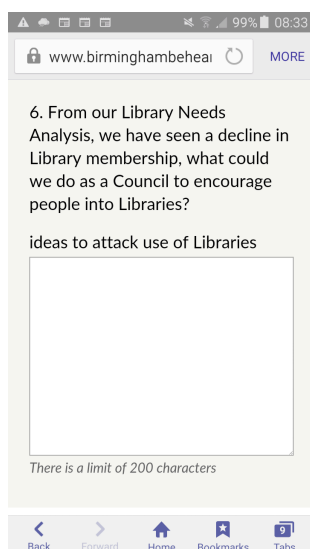 99% 08:33
www.birminghambehear MORE
6. From our Library Needs
Analysis, we have seen a decline in
Library membership, what could
we do as a Council to encourage
people into Libraries?
ideas to attack use of Libraries
There is a limit of 200 characters
9
Back Forward Home Bookmarks Tabs